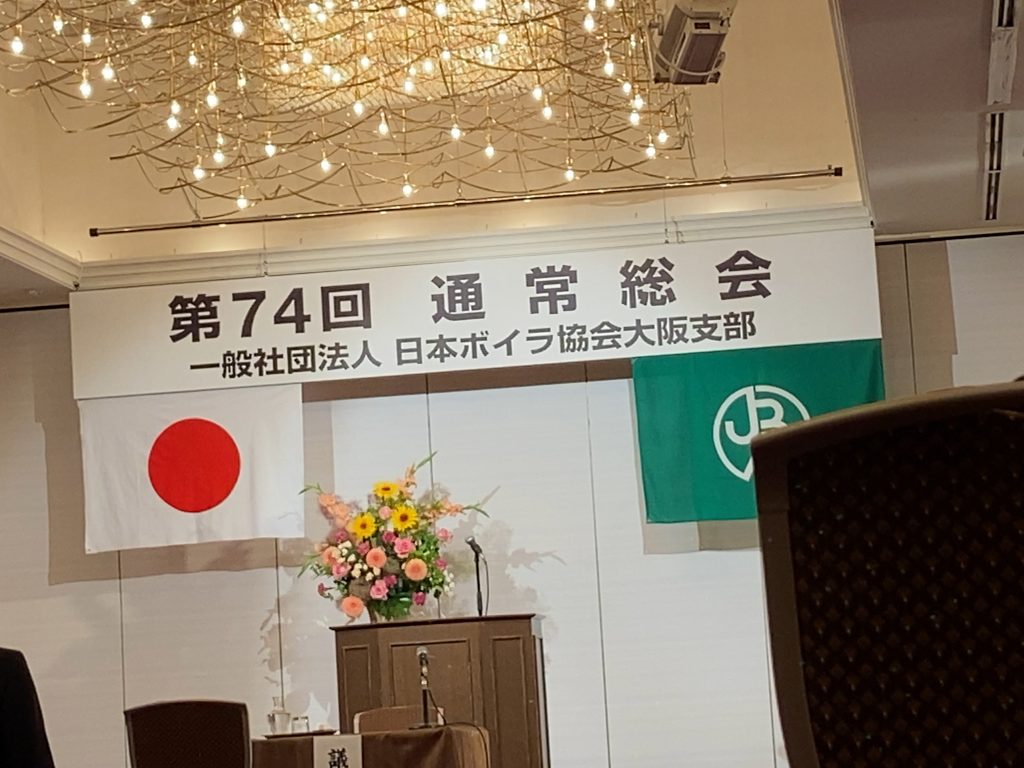 第74回 通常総会
一般社団法人 日本ボイラ協会大阪支部
議